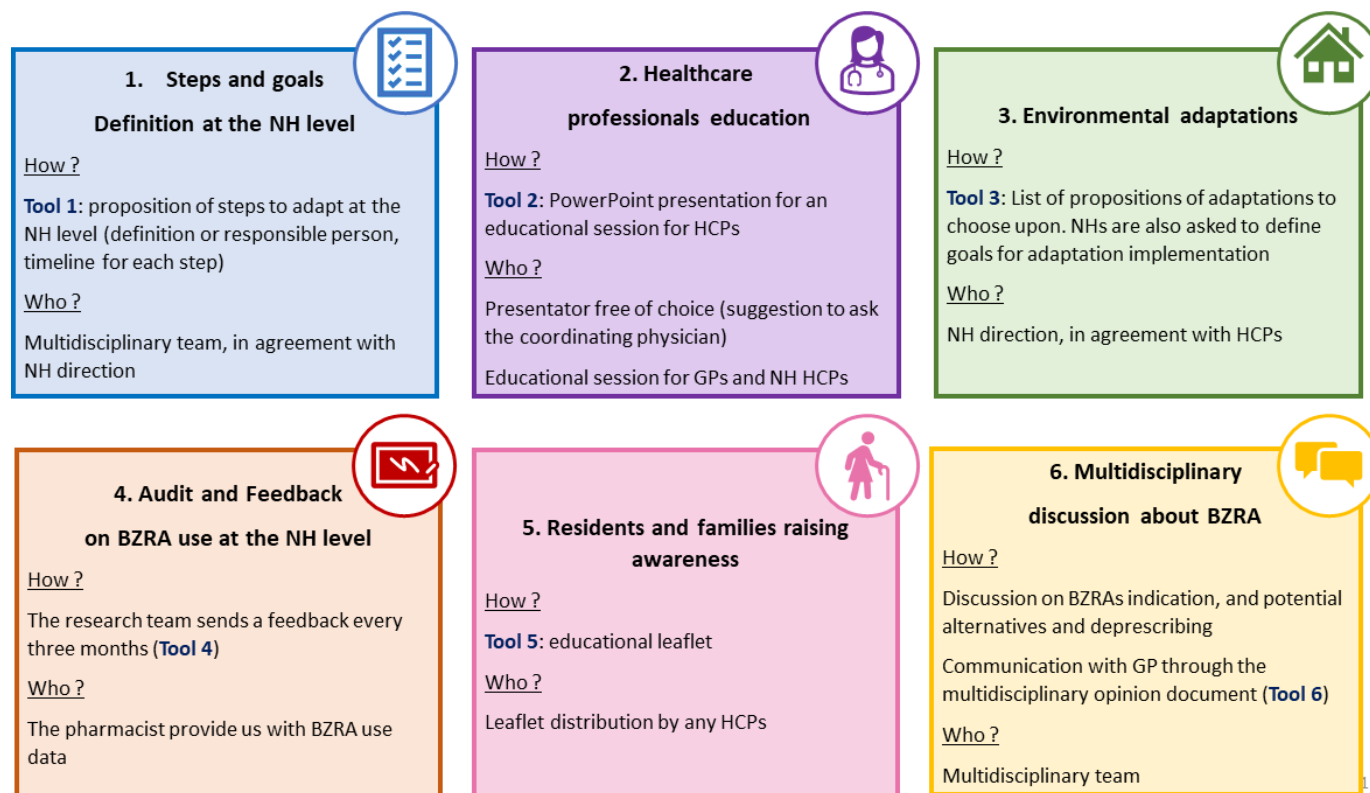 1. Steps and goals
Definition at the NH level
How ?
Tool 1: proposition of steps to adapt at the
NH level (definition or responsible person,
timeline for each step)
Who ?
Multidisciplinary team, in agreement with
NH direction
2. Healthcare
professionals education
How ?
Tool 2: PowerPoint presentation for an
educational session for HCPs
Who ?
Presentator free of choice (suggestion to ask
the coordinating physician)
Educational session for GPs and NH HCPs
3. Environmental adaptations
How ?
Tool 3: List of propositions of adaptations to
choose upon. NHs are also asked to define
goals for adaptation implementation
Who ?
NH direction, in agreement with HCPs
4. Audit and Feedback
on BZRA use at the NH level
How ?
The research team sends a feedback every
three months (Tool 4)
Who ?
The pharmacist provide us with BZRA use
data
5. Residents and families raising
awareness
How ?
Tool 5: educational leaflet
Who ?
Leaflet distribution by any HCPs
6. Multidisciplinary
discussion about BZRA
How ?
Discussion on BZRAs indication, and potential
alternatives and deprescribing
Communication with GP through the
multidisciplinary opinion document (Tool 6)
Who ?
Multidisciplinary team
1